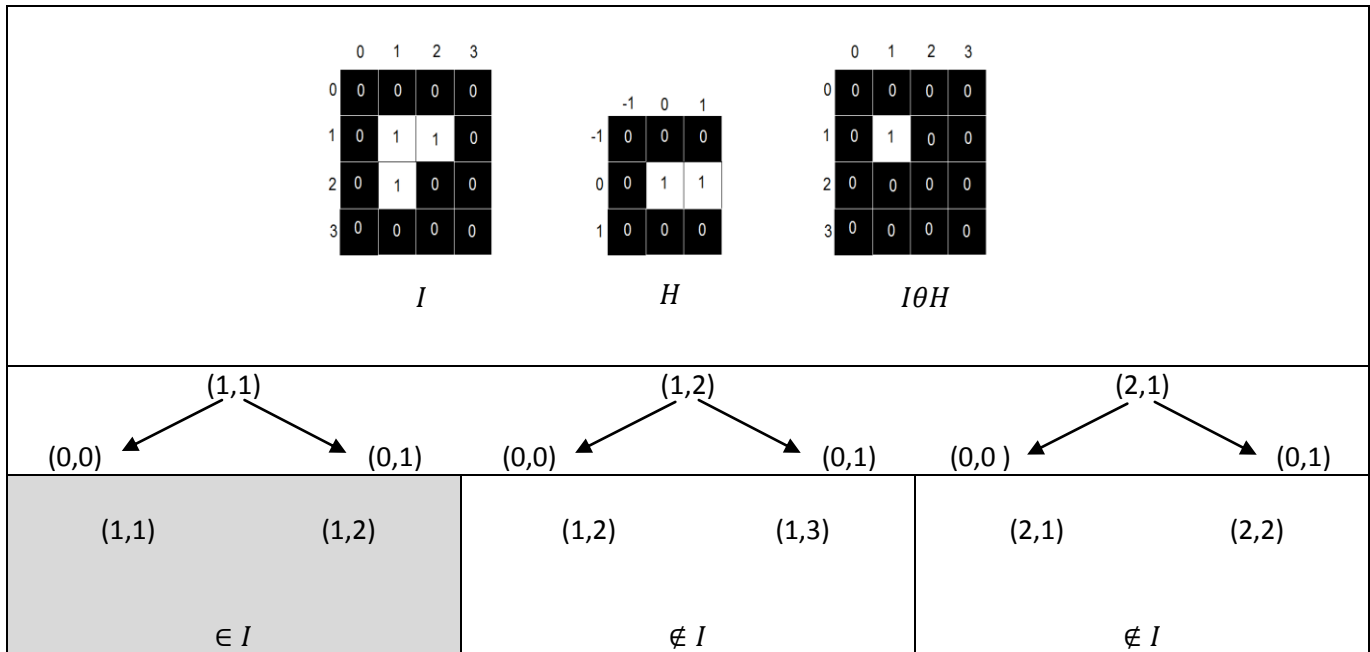 0 1 2 3
0 0 0 0 0
1 0 1 1 0
2 0 1 0 0
3 0 0 0 0
I
-1 0 1
-1 0 0 0
0 0 1 1
1 0 0 0
H
0 1 2 3
0 0 0 0 0
1 0 1 0 0
2 0 0 0 0
3 0 0 0 0
IθH
(1,1)
(0,0) (0,1)
(1,2)
(0,0) (0,1)
(2,1)
(0,0 ) (0,1)
(1,1) (1,2)
∈ I
(1,2) (1,3)
∉ I
(2,1) (2,2)
∉ I